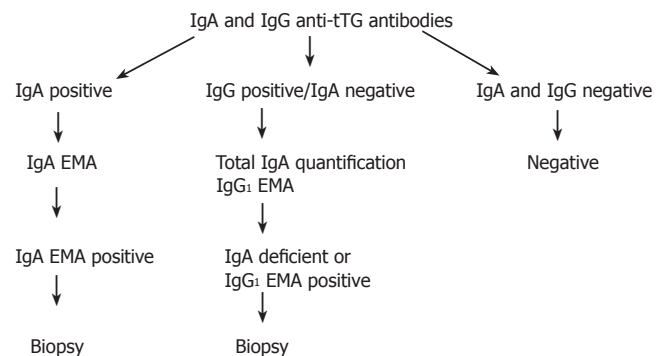 IgA and IgG anti-tTG antibodies
IgA positive
IgG positive/IgA negative
IgA and IgG negative
IgA EMA
Total IgA quantification
IgG1 EMA
Negative
IgA EMA positive
IgA deficient or
IgG1 EMA positive
Biopsy
Biopsy